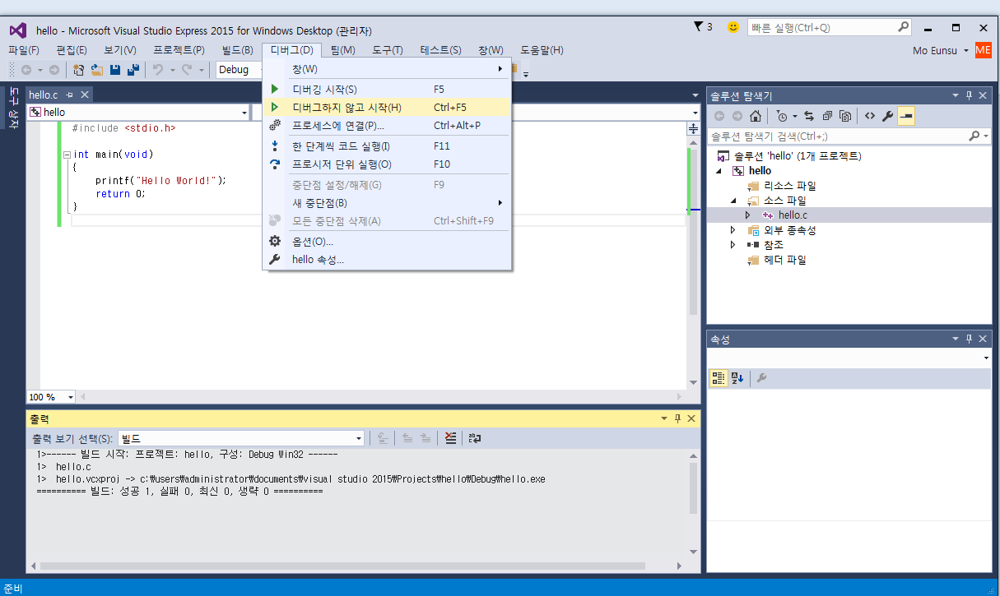 hello - Microsoft Visual Studio Express 2015 for Windows Desktop (관리자)
3
빠른 실행(Ctrl+Q)
파일(F) 편집(E) 보기(V) 프로젝트(P) 빌드(B) 디버그(D) 팀(M) 도구(T) 테스트(S) 창(W) 도움말(H)
Mo Eunsu ME
Debug
도구 상자
hello.c
hello
#include <stdio.h>
int main(void)
{
printf("Hello World!");
return 0;
}
창(W)
디버깅 시작(S) F5
디버그하지 않고 시작(H) Ctrl+F5
프로세스에 연결(P)... Ctrl+Alt+P
한 단계씩 코드 실행(I) F11
프로시저 단위 실행(O) F10
중단점 설정/해제(G) F9
새 중단점(B)
모든 중단점 삭제(A) Ctrl+Shift+F9
옵션(O)...
hello 속성...
100 %
솔루션 탐색기
솔루션 탐색기 검색(Ctrl+;)
솔루션 'hello' (1개 프로젝트)
hello
리소스 파일
소스 파일
hello.c
외부 종속성
참조
헤더 파일
속성
출력
출력 보기 선택(S): 빌드
1>------ 빌드 시작: 프로젝트: hello, 구성: Debug Win32 ------
1>  hello.c
1>  hello.vcxproj -> c:₩users₩administrator₩documents₩visual studio 2015₩Projects₩hello₩Debug₩hello.exe
========== 빌드: 성공 1, 실패 0, 최신 0, 생략 0 ==========
준비